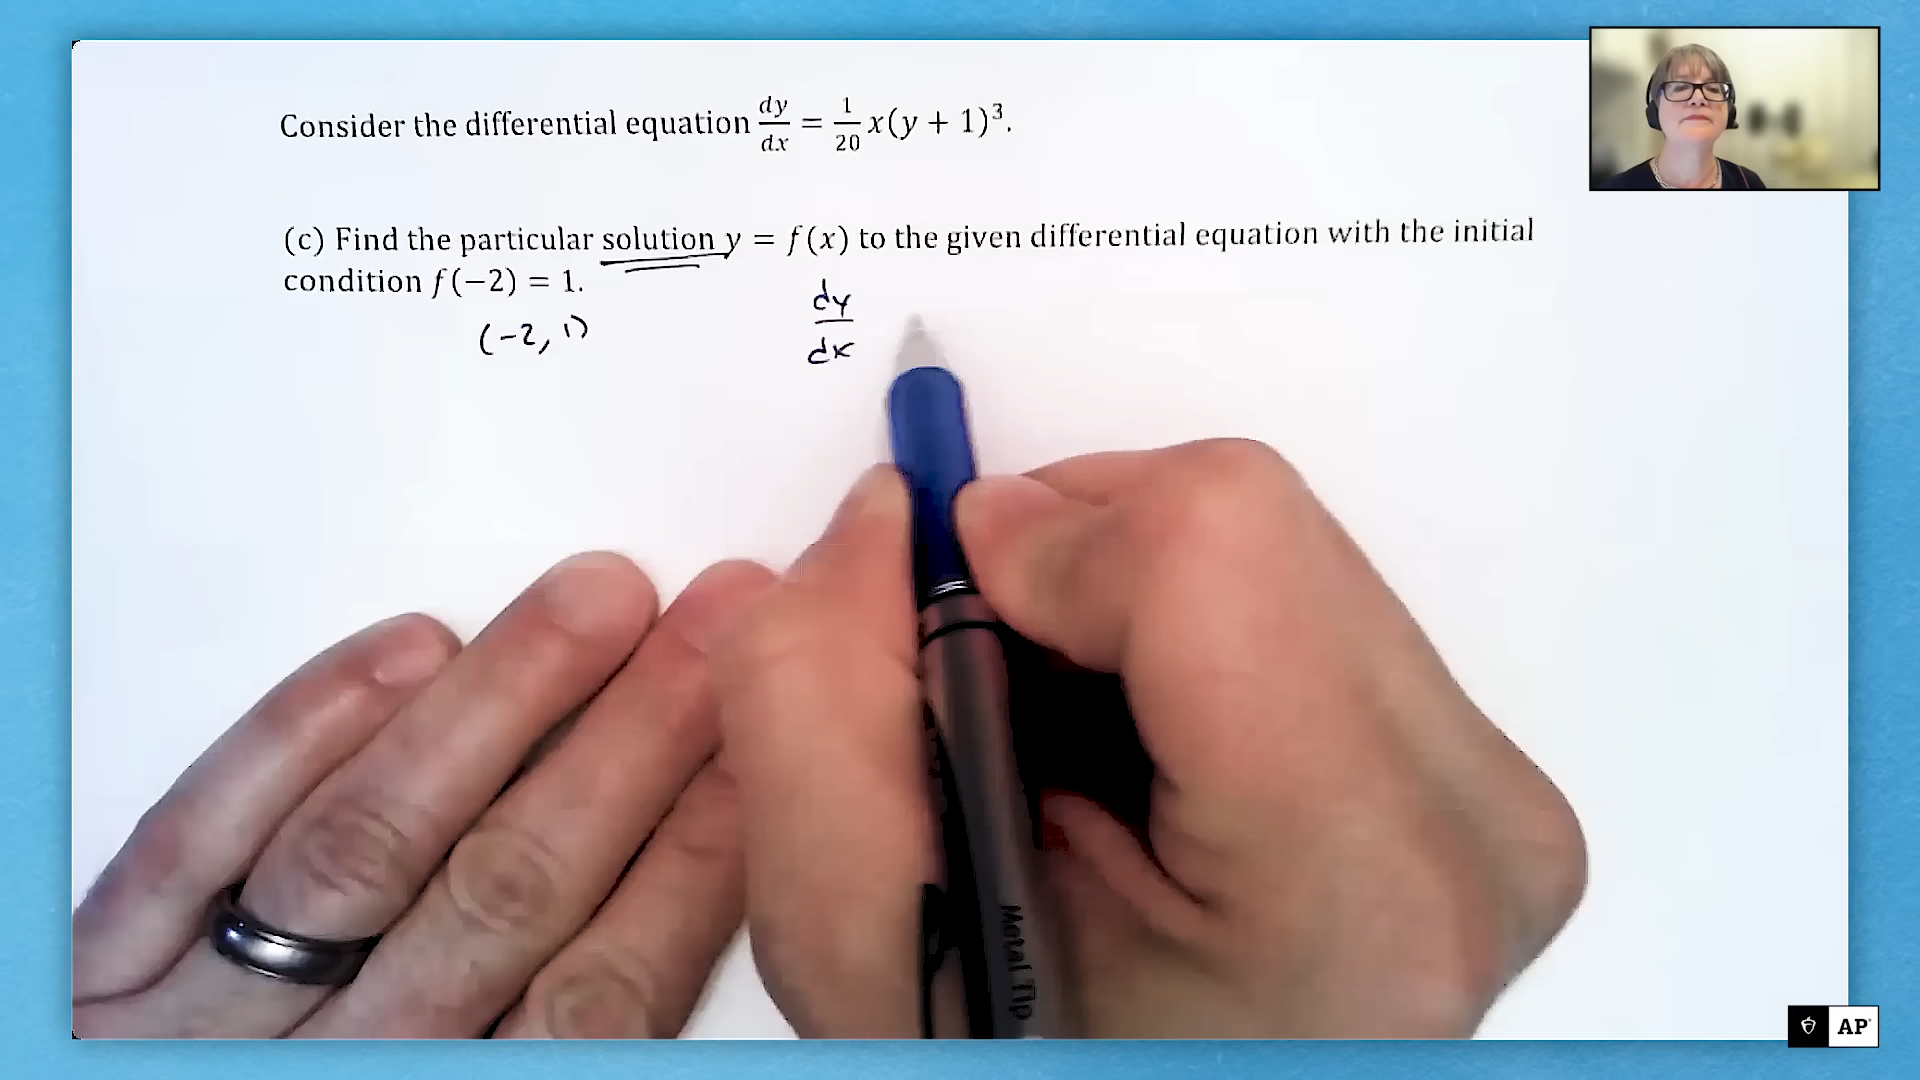 Consider the differential equation dy/dx = 1/20 x(y + 1)³.
(c) Find the particular solution y = f(x) to the given differential equation with the initial
condition f(−2) = 1.
(-2, 1)
dy/dx
Metal Tip
AP